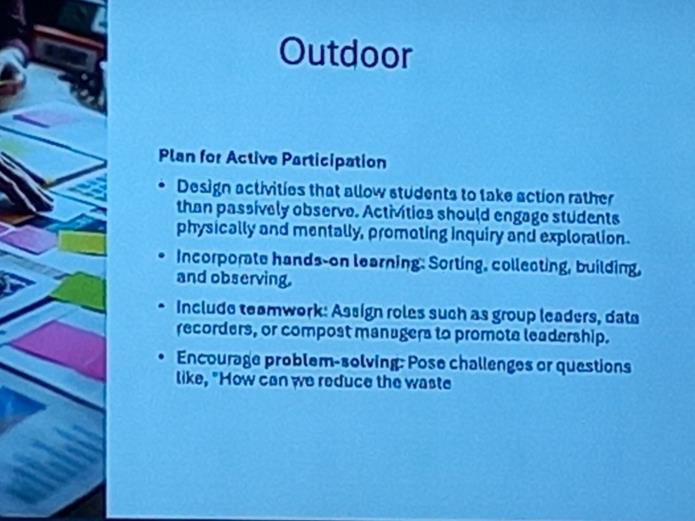 Outdoor
Plan for Active Participation
• Design activities that allow students to take action rather
than passively observe. Activities should engage students
physically and mentally, promoting inquiry and exploration.
• Incorporate hands-on learning: Sorting, collecting, building,
and observing.
• Include teamwork: Assign roles such as group leaders, data
recorders, or compost managers to promote leadership.
• Encourage problem-solving: Pose challenges or questions
like, "How can we reduce the waste